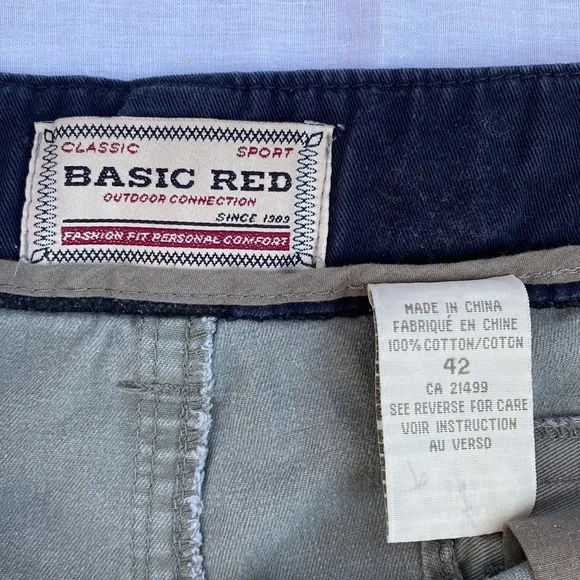 CLASSIC SPORT
BASIC RED
OUTDOOR CONNECTION
SINCE 1989
FASHION FIT PERSONAL COMFORT
MADE IN CHINA
FABRIQUÉ EN CHINE
100% COTTON/COTON
42
CA 21499
SEE REVERSE FOR CARE
VOIR INSTRUCTION
AU VERSO